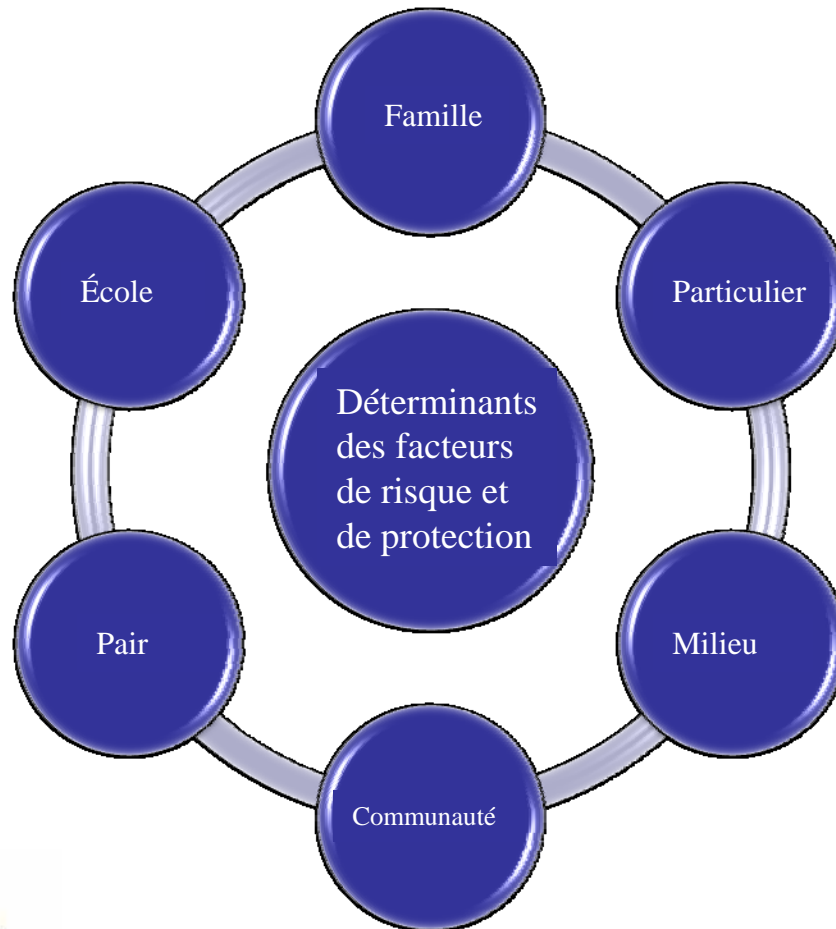 Famille
École
Particulier
Déterminants
des facteurs
de risque et
de protection
Pair
Milieu
Communauté